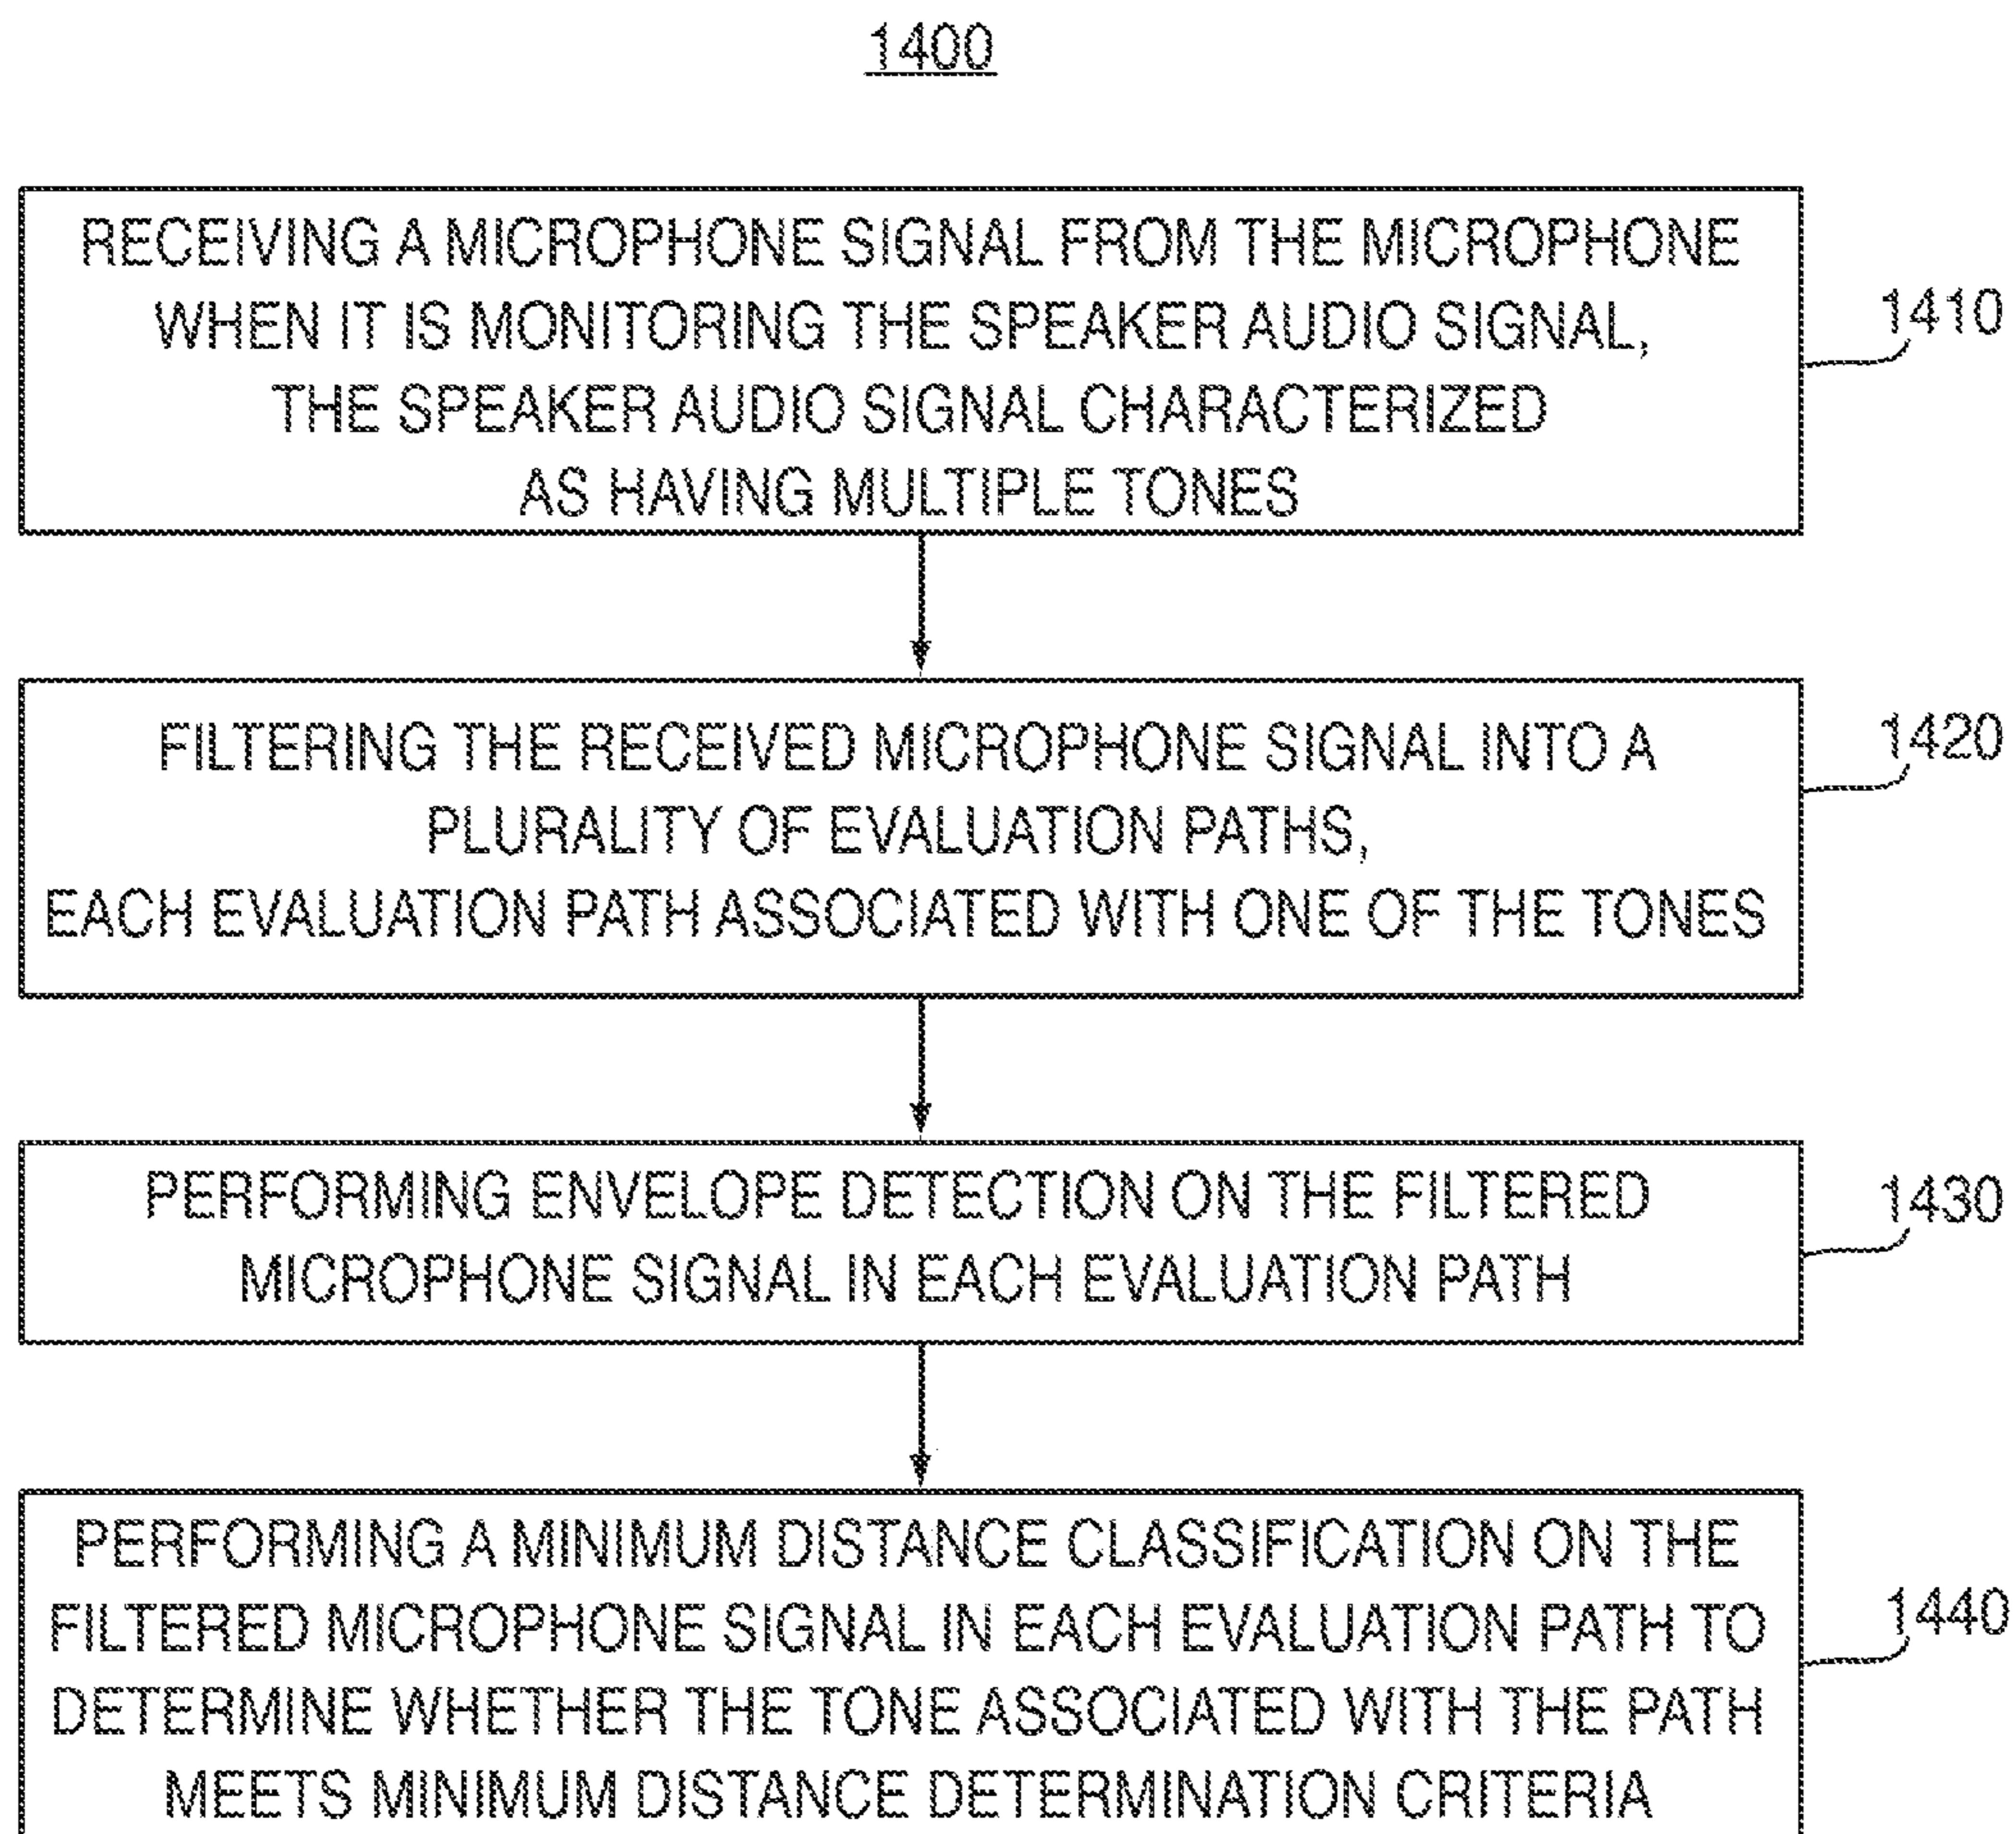 1400
RECEIVING A MICROPHONE SIGNAL FROM THE MICROPHONE
WHEN IT IS MONITORING THE SPEAKER AUDIO SIGNAL,
THE SPEAKER AUDIO SIGNAL CHARACTERIZED
AS HAVING MULTIPLE TONES
1410
FILTERING THE RECEIVED MICROPHONE SIGNAL INTO A
PLURALITY OF EVALUATION PATHS,
EACH EVALUATION PATH ASSOCIATED WITH ONE OF THE TONES
1420
PERFORMING ENVELOPE DETECTION ON THE FILTERED
MICROPHONE SIGNAL IN EACH EVALUATION PATH
1430
PERFORMING A MINIMUM DISTANCE CLASSIFICATION ON THE
FILTERED MICROPHONE SIGNAL IN EACH EVALUATION PATH TO
DETERMINE WHETHER THE TONE ASSOCIATED WITH THE PATH
MEETS MINIMUM DISTANCE DETERMINATION CRITERIA
1440